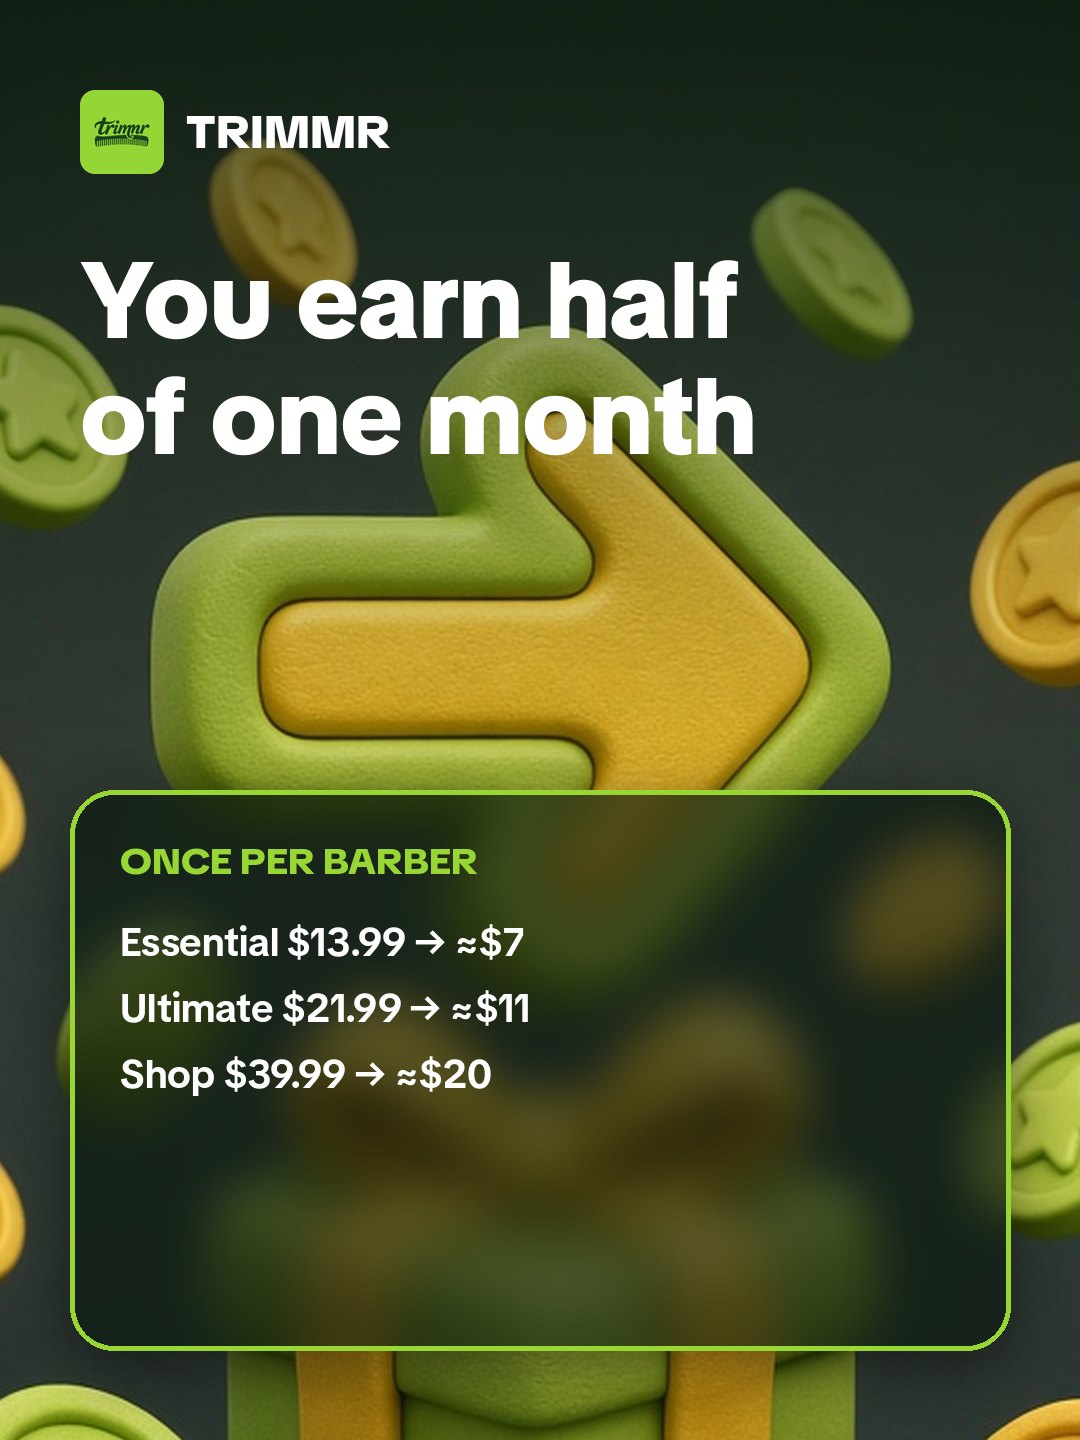 trimmr
TRIMMR
You earn half
of one month
ONCE PER BARBER
Essential $13.99 → ≈$7
Ultimate $21.99 → ≈$11
Shop $39.99 → ≈$20